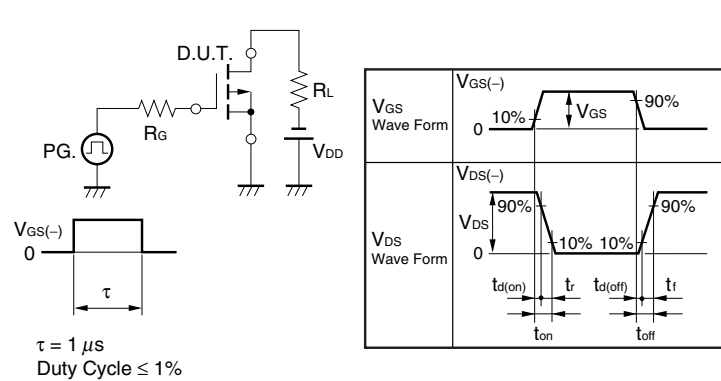 D.U.T.
RL
RG
PG.
VDD
VGS(−)
0
τ
τ = 1 μs
Duty Cycle ≤ 1%
VGS
Wave Form
VGS(−)
10%
0
VGS
90%
VDS
Wave Form
VDS(−)
90%
VDS
0
10% 10%
90%
td(on) tr td(off) tf
ton toff